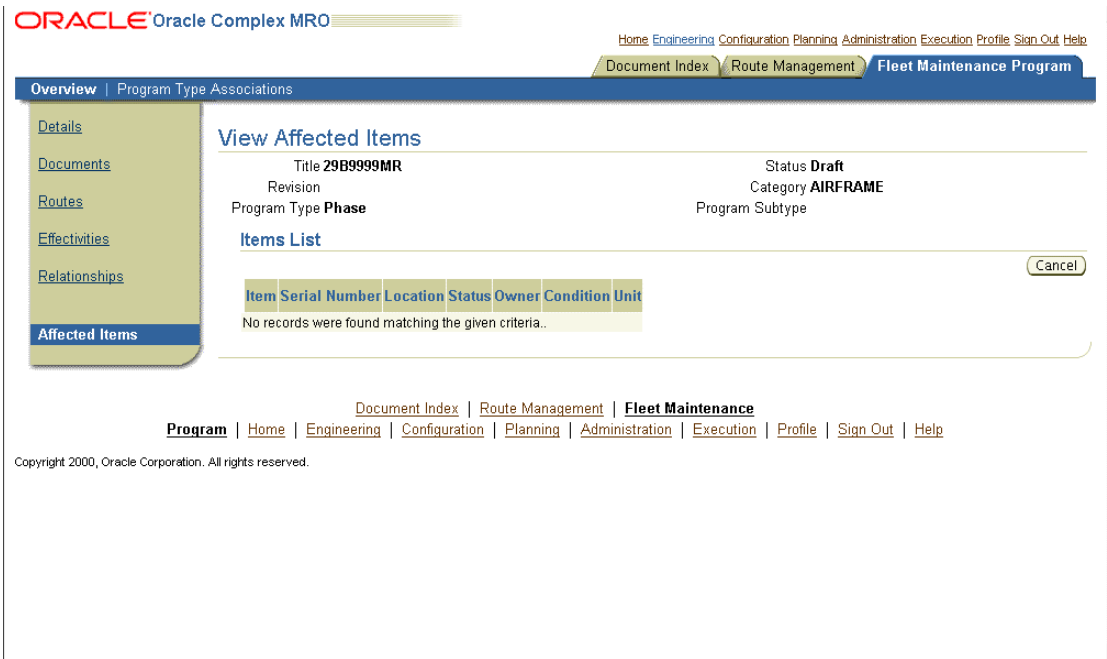 ORACLE Oracle Complex MRO
Home Engineering Configuration Planning Administration Execution Profile Sign Out Help
Document Index Route Management Fleet Maintenance Program
Overview | Program Type Associations
Details
Documents
Routes
Effectivities
Relationships
Affected Items
View Affected Items
Title 29B9999MR Status Draft
Revision Category AIRFRAME
Program Type Phase Program Subtype
Items List
Cancel
Item Serial Number Location Status Owner Condition Unit
No records were found matching the given criteria..
Document Index | Route Management | Fleet Maintenance
Program | Home | Engineering | Configuration | Planning | Administration | Execution | Profile | Sign Out | Help
Copyright 2000, Oracle Corporation. All rights reserved.